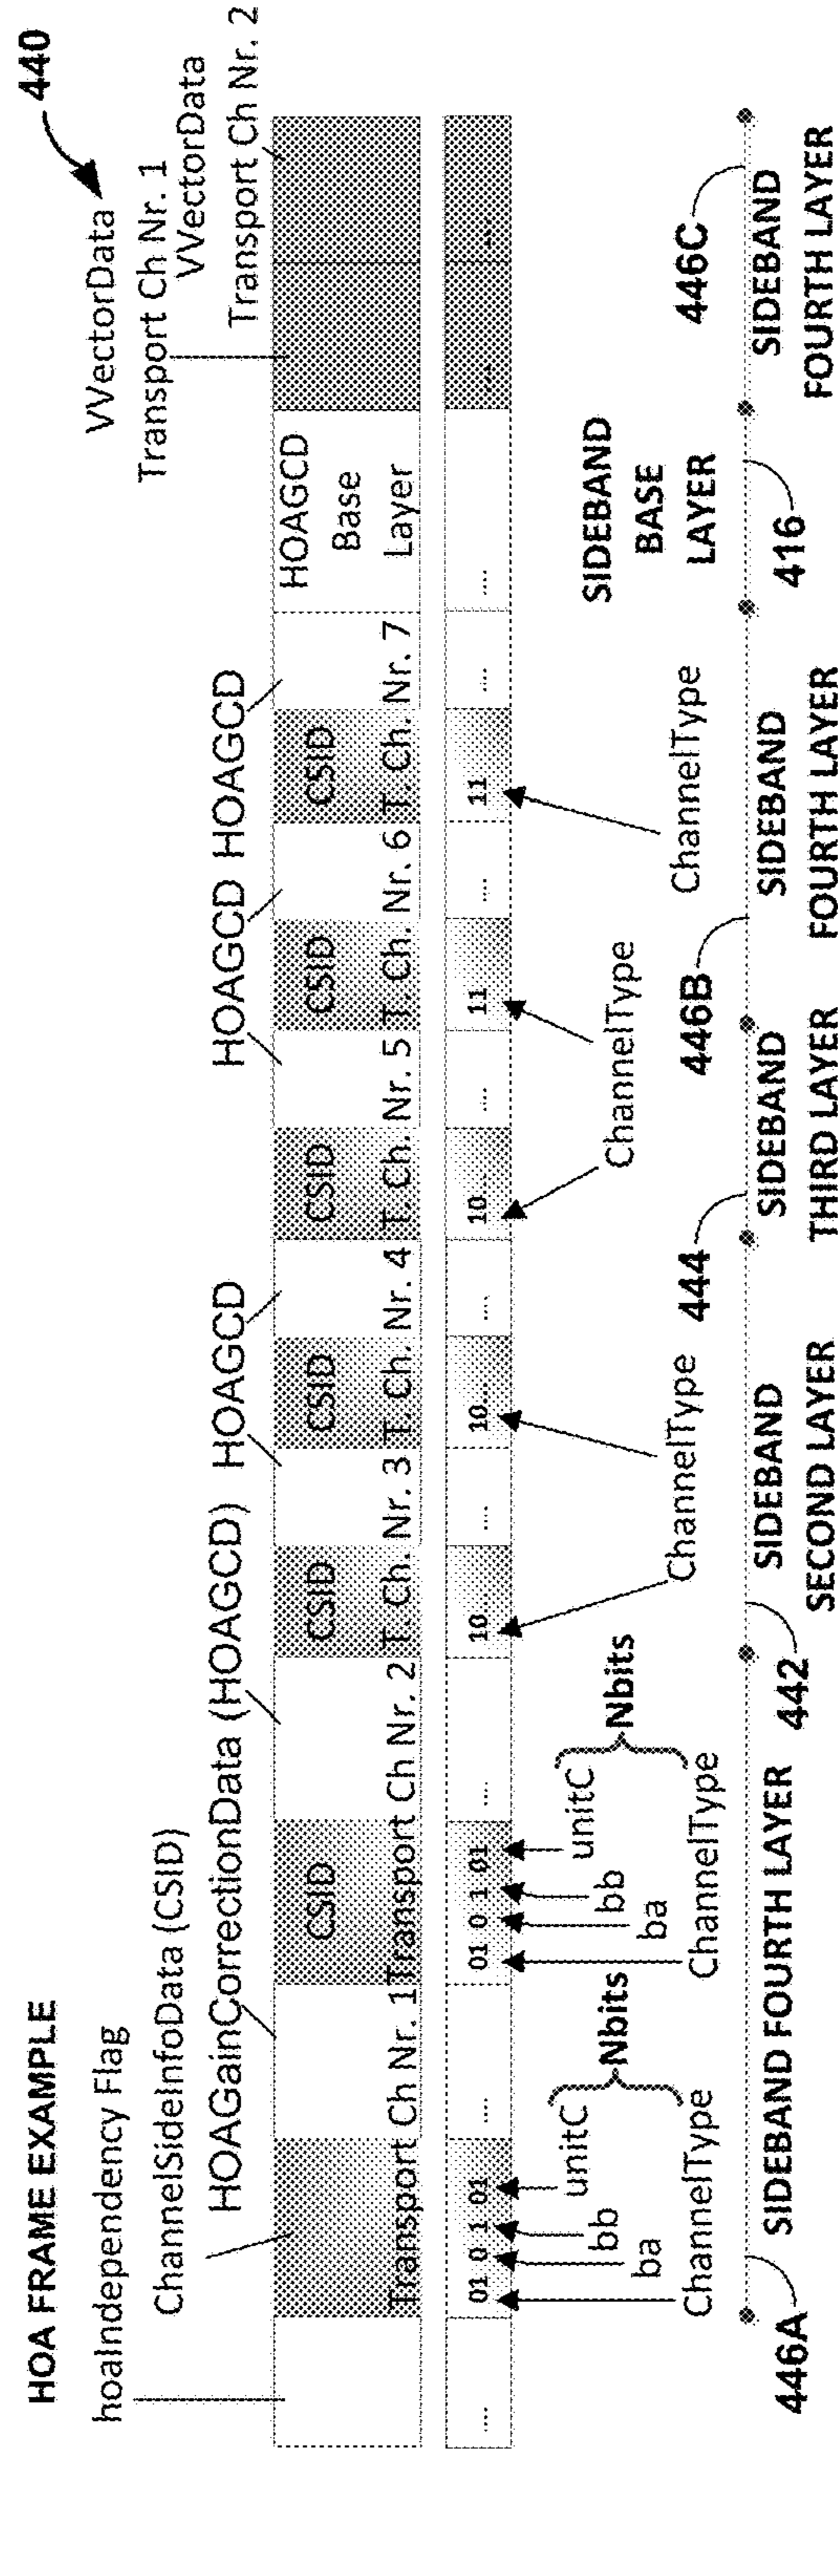 HOA FRAME EXAMPLE
440
hoaIndependency Flag
ChannelSideInfoData (CSID)
HOAGainCorrectionData (HOAGCD)
HOAGCD
HOAGCD HOAGCD
VVectorData
Transport Ch Nr. 1
VVectorData
Transport Ch Nr. 2
CSID
CSID
CSID
CSID
CSID
CSID
HOAGCD
Base
Layer
Transport Ch Nr. 1
Transport Ch Nr. 2
T. Ch. Nr. 3
T. Ch. Nr. 4
T. Ch. Nr. 5
T. Ch. Nr. 6
T. Ch. Nr. 7
....
01 0 1 01
....
01 0 1 01
....
10...
....
10...
....
10...
....
11
....
11
....
....
...
...
unitC
bb
ba
ChannelType
Nbits
unitC
bb
ba
ChannelType
Nbits
ChannelType
ChannelType
ChannelType
446A
SIDEBAND FOURTH LAYER
442
SIDEBAND
SECOND LAYER
444
SIDEBAND
THIRD LAYER
446B
SIDEBAND
FOURTH LAYER
SIDEBAND
BASE
LAYER
416
446C
SIDEBAND
FOURTH LAYER